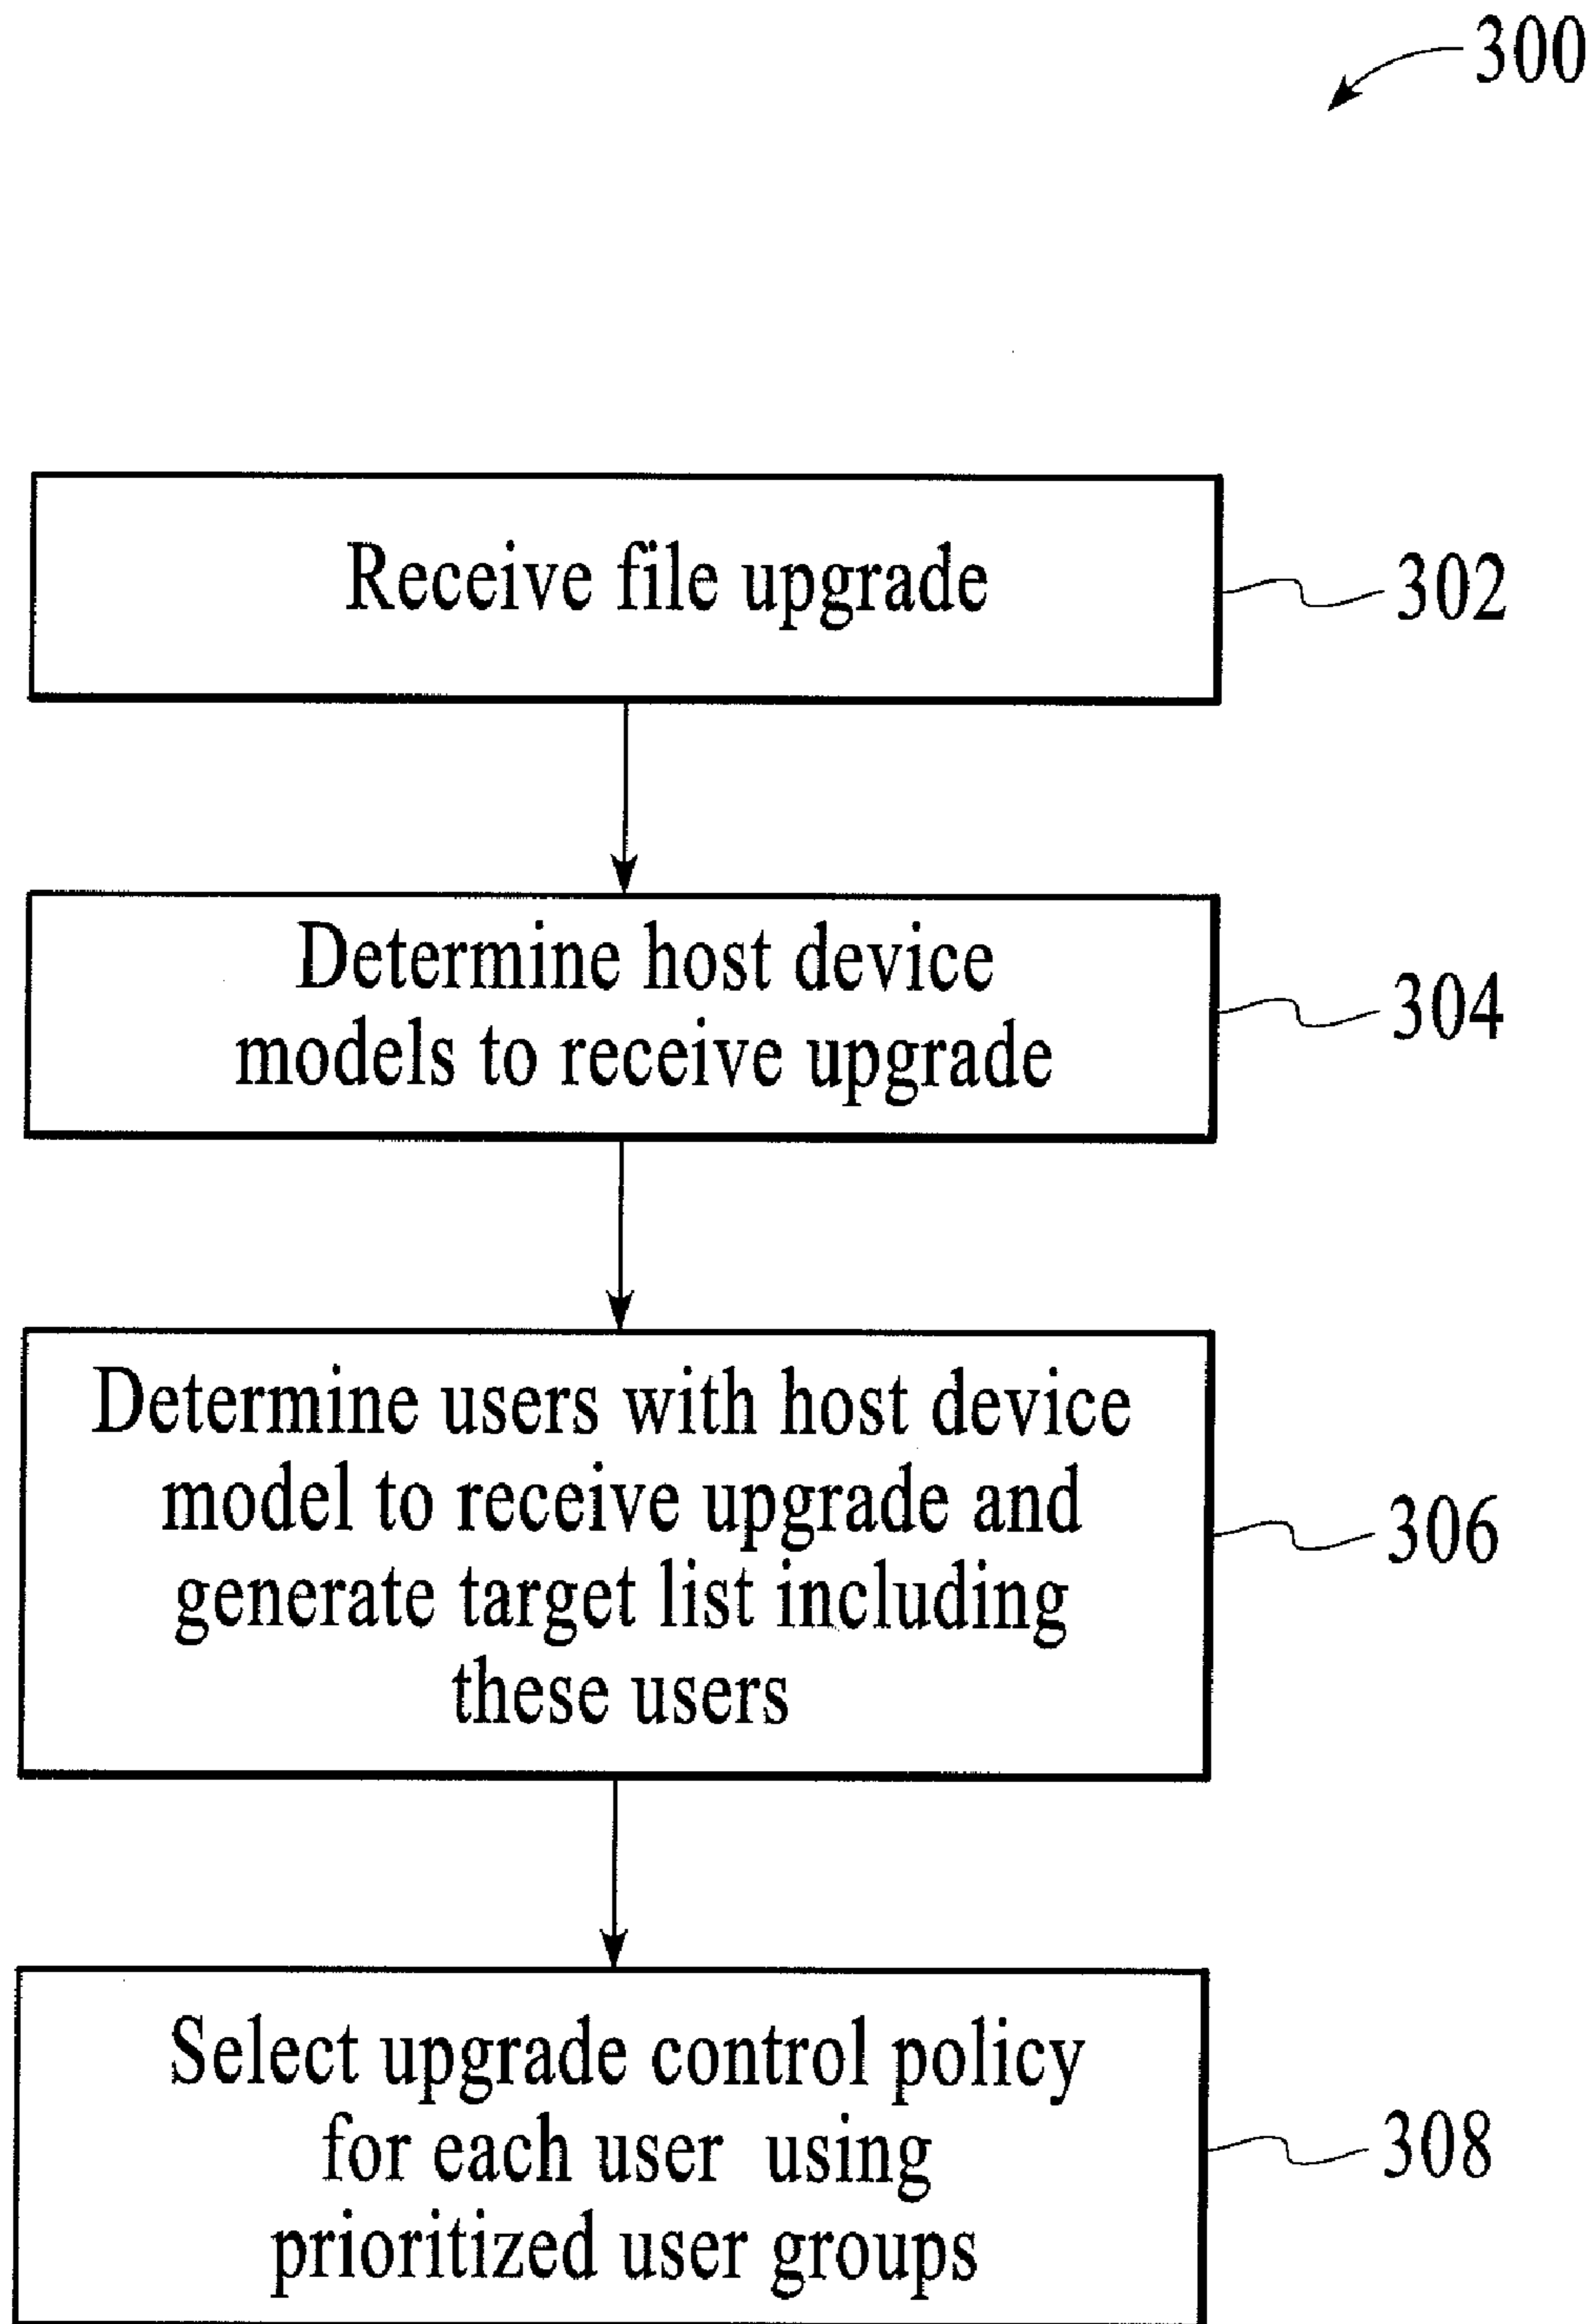 300
Receive file upgrade
302
Determine host device
models to receive upgrade
304
Determine users with host device
model to receive upgrade and
generate target list including
these users
306
Select upgrade control policy
for each user using
prioritized user groups
308